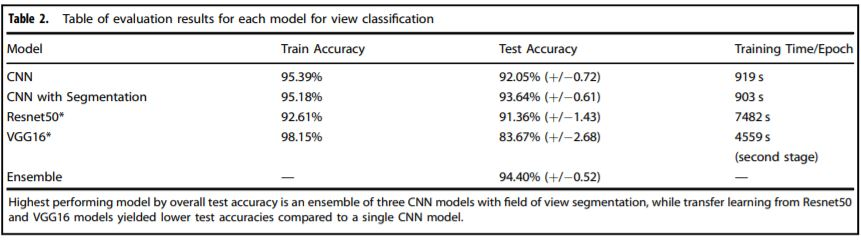 Table 2. Table of evaluation results for each model for view classification
Model Train Accuracy Test Accuracy Training Time/Epoch
CNN 95.39% 92.05% (+/−0.72) 919 s
CNN with Segmentation 95.18% 93.64% (+/−0.61) 903 s
Resnet50* 92.61% 91.36% (+/−1.43) 7482 s
VGG16* 98.15% 83.67% (+/−2.68) 4559 s
(second stage)
Ensemble — 94.40% (+/−0.52) —
Highest performing model by overall test accuracy is an ensemble of three CNN models with field of view segmentation, while transfer learning from Resnet50
and VGG16 models yielded lower test accuracies compared to a single CNN model.